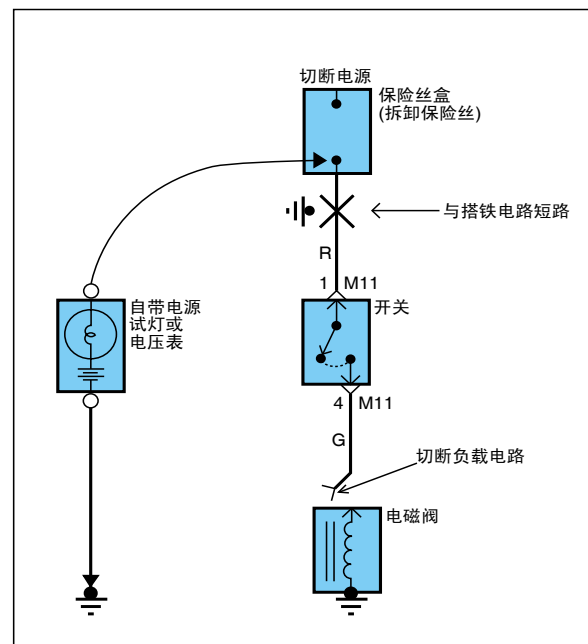 切断电源
保险丝盒
(拆卸保险丝)
与搭铁电路短路
R
1 M11
自带电源
试灯或
电压表
开关
4 M11
G
切断负载电路
电磁阀